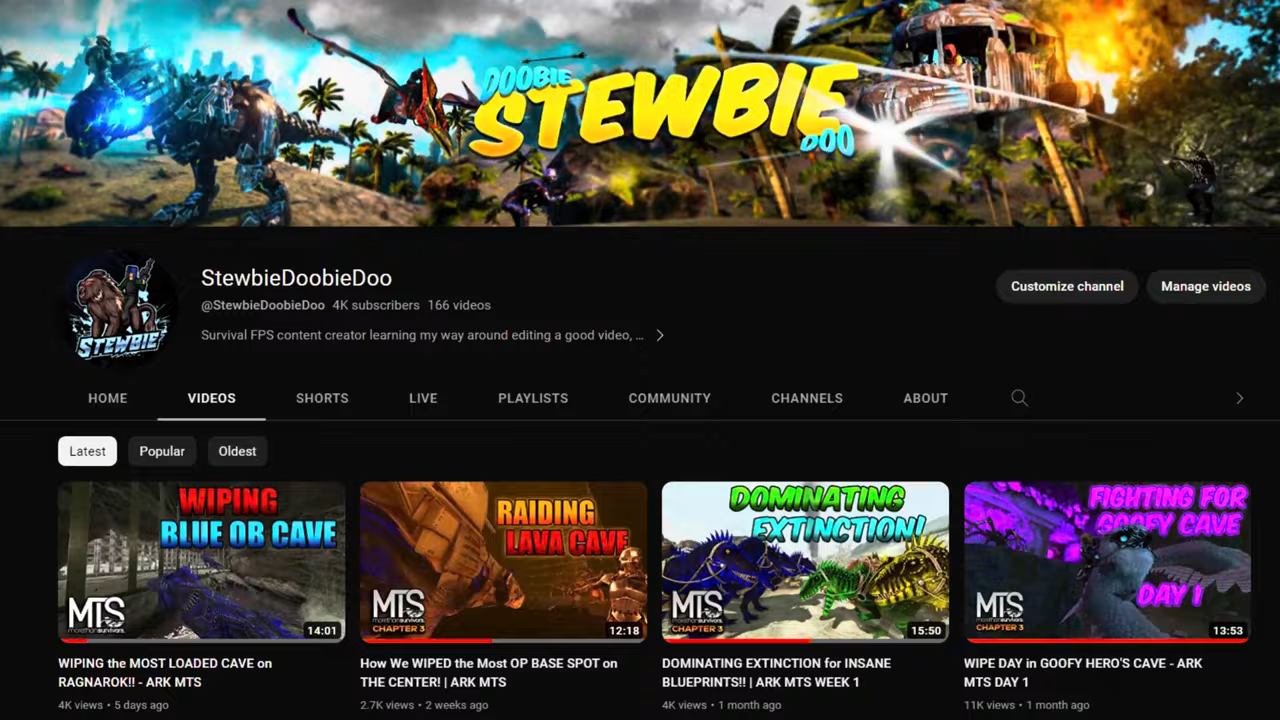 DOOBIE
STEWBIE
DOO
STEWBIE
StewbieDoobieDoo
@StewbieDoobieDoo 4K subscribers 166 videos
Survival FPS content creator learning my way around editing a good video, ...
Customize channel
Manage videos
HOME VIDEOS SHORTS LIVE PLAYLISTS COMMUNITY CHANNELS ABOUT
Latest Popular Oldest
WIPING
BLUE OB CAVE
MTS
morethansurvivors.
14:01
RAIDING
LAVA CAVE
MTS
morethansurvivors.
CHAPTER 3
12:18
DOMINATING
EXTINCTION!
MTS
morethansurvivors.
CHAPTER 3
15:50
FIGHTING FOR
GOOFY CAVE
DAY 1
MTS
morethansurvivors.
CHAPTER 3
13:53
WIPING the MOST LOADED CAVE on
RAGNAROK!! - ARK MTS
4K views • 5 days ago
How We WIPED the Most OP BASE SPOT on
THE CENTER! | ARK MTS
2.7K views • 2 weeks ago
DOMINATING EXTINCTION for INSANE
BLUEPRINTS!! | ARK MTS WEEK 1
4K views • 1 month ago
WIPE DAY in GOOFY HERO'S CAVE - ARK
MTS DAY 1
11K views • 1 month ago